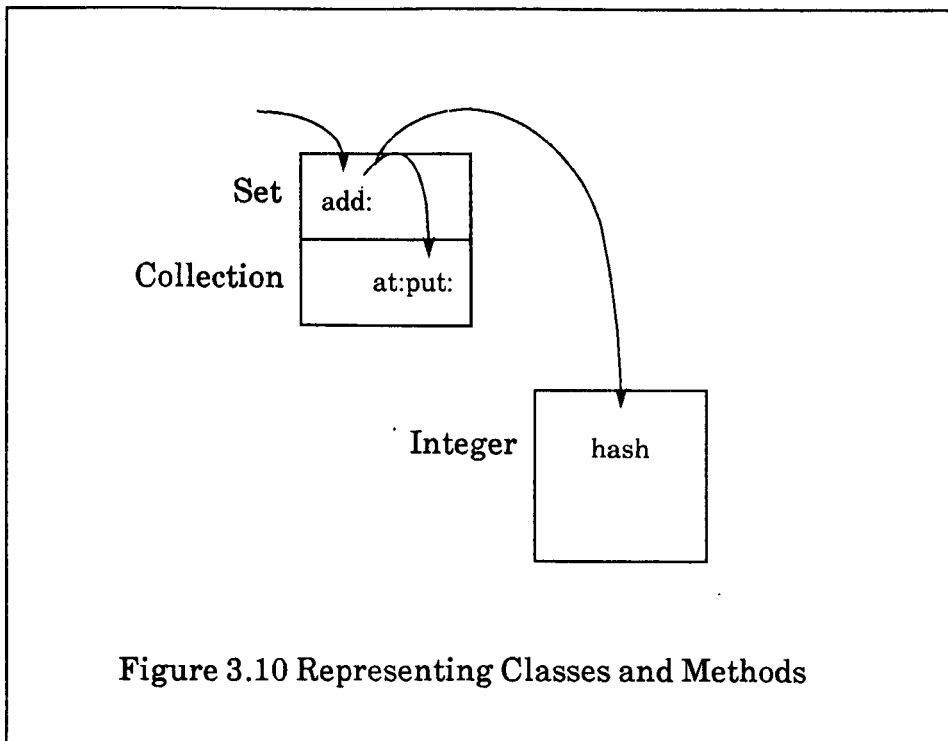 Set
add:
Collection
at:put:
Integer
hash
Figure 3.10 Representing Classes and Methods